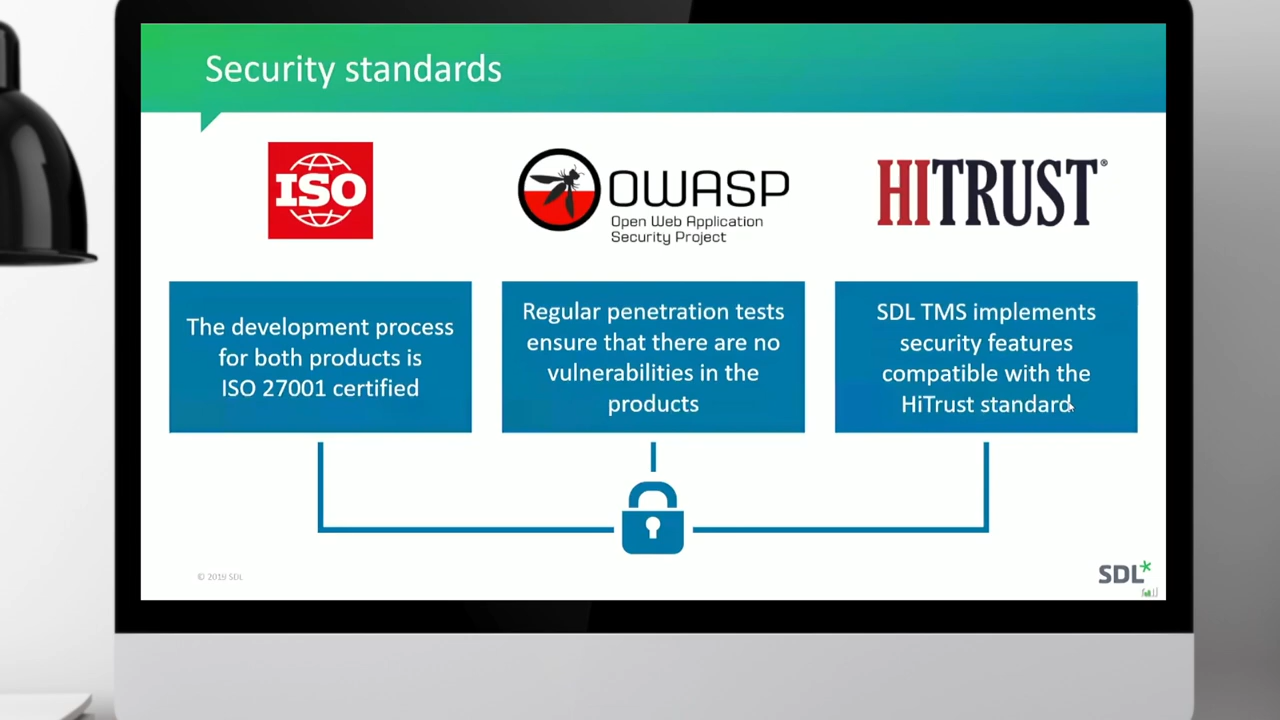 Security standards
ISO
OWASP
Open Web Application
Security Project
HITRUST®
The development process
for both products is
ISO 27001 certified
Regular penetration tests
ensure that there are no
vulnerabilities in the
products
SDL TMS implements
security features
compatible with the
HiTrust standard
© 2019 SDL
SDL*